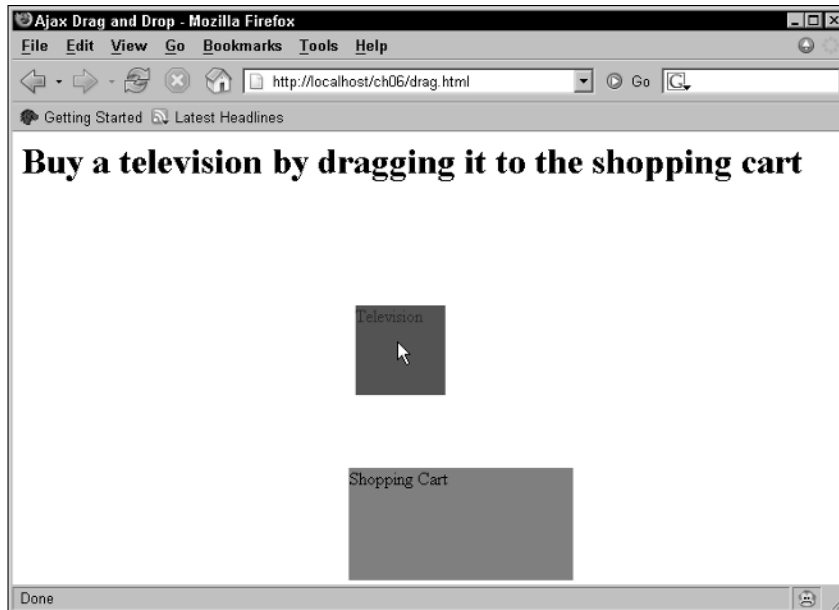 Ajax Drag and Drop - Mozilla Firefox
File Edit View Go Bookmarks Tools Help
http://localhost/ch06/drag.html Go G
Getting Started Latest Headlines
Buy a television by dragging it to the shopping cart
Television
Shopping Cart
Done